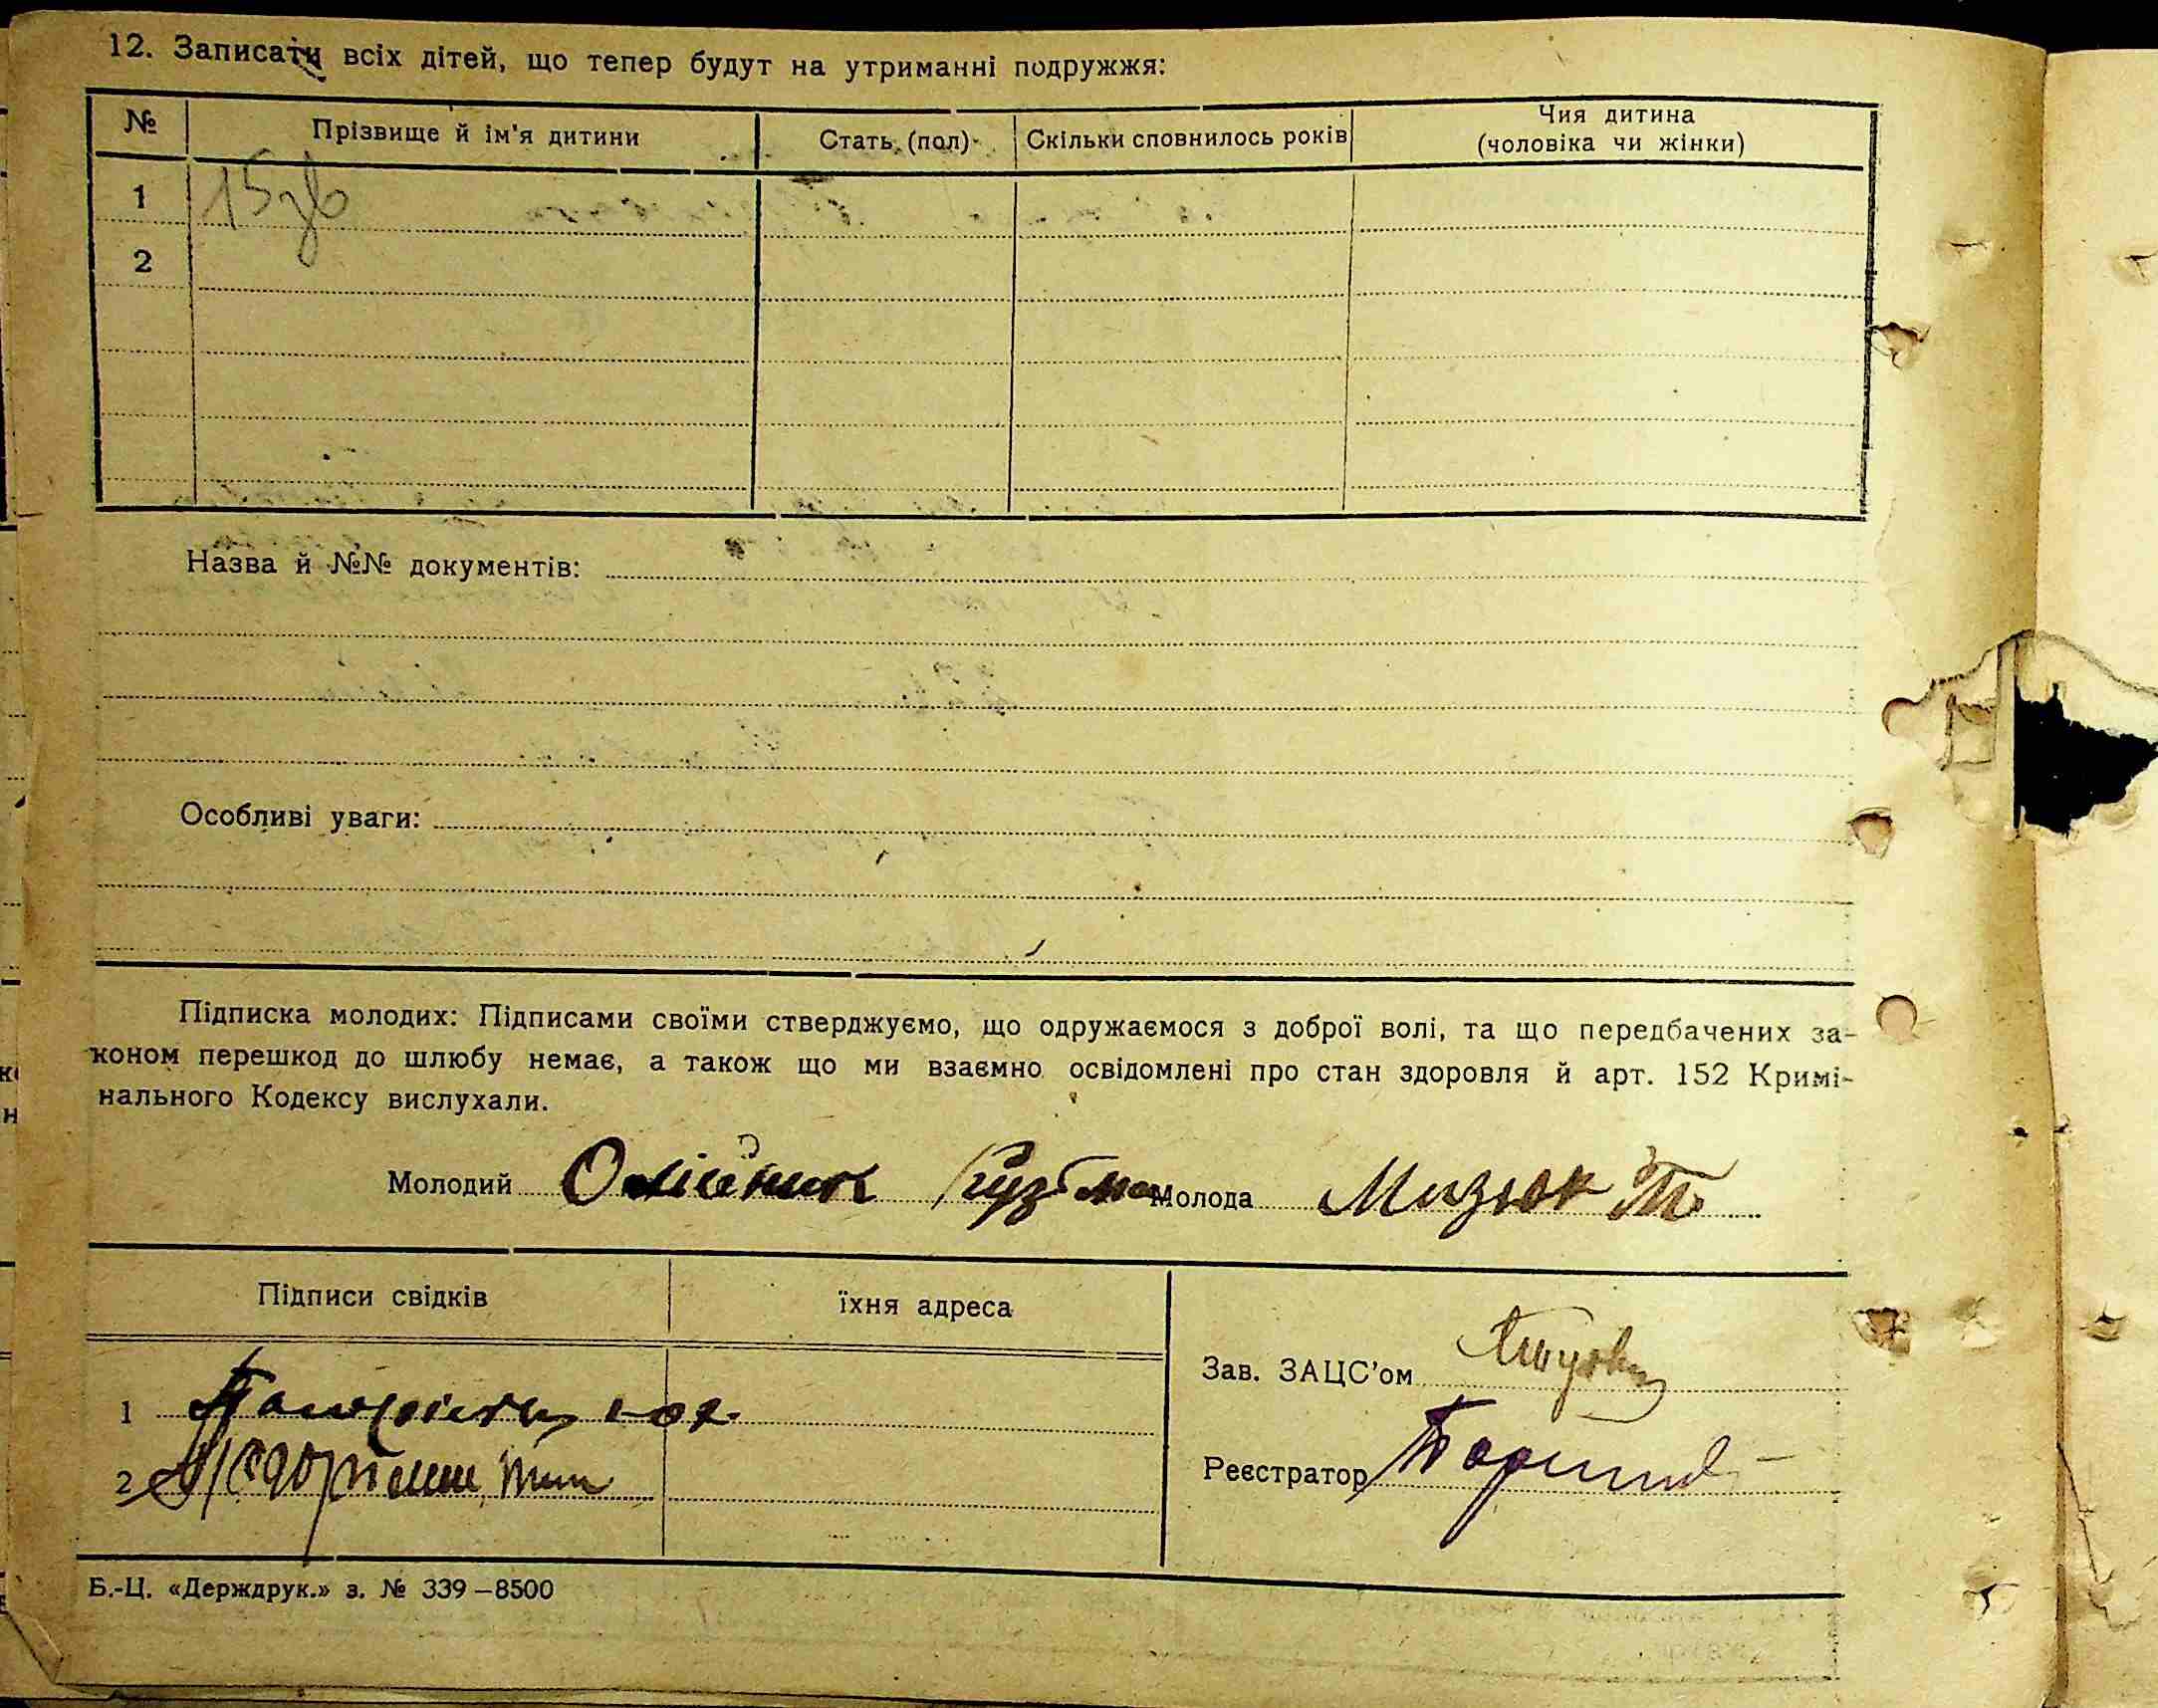 12. Записати всіх дітей, що тепер будут на утриманні подружжя:
№ Прізвище й ім'я дитини Стать (пол) Скільки сповнилось років Чия дитина (чоловіка чи жінки)
1
2
Назва й №№ документів:
Особливі уваги:
Підписка молодих: Підписами своїми стверджуємо, що одружаємося з доброї волі, та що передбачених за-
коном перешкод до шлюбу немає, а також що ми взаємно освідомлені про стан здоровля й арт. 152 Кримі-
нального Кодексу вислухали.
Молодий Олійник Кузьма Молода Мизюк Т.
Підписи свідків їхня адреса
Зав. ЗАЦС'ом
1
Реєстратор
2
Б.-Ц. «Держдрук.» з. № 339–8500